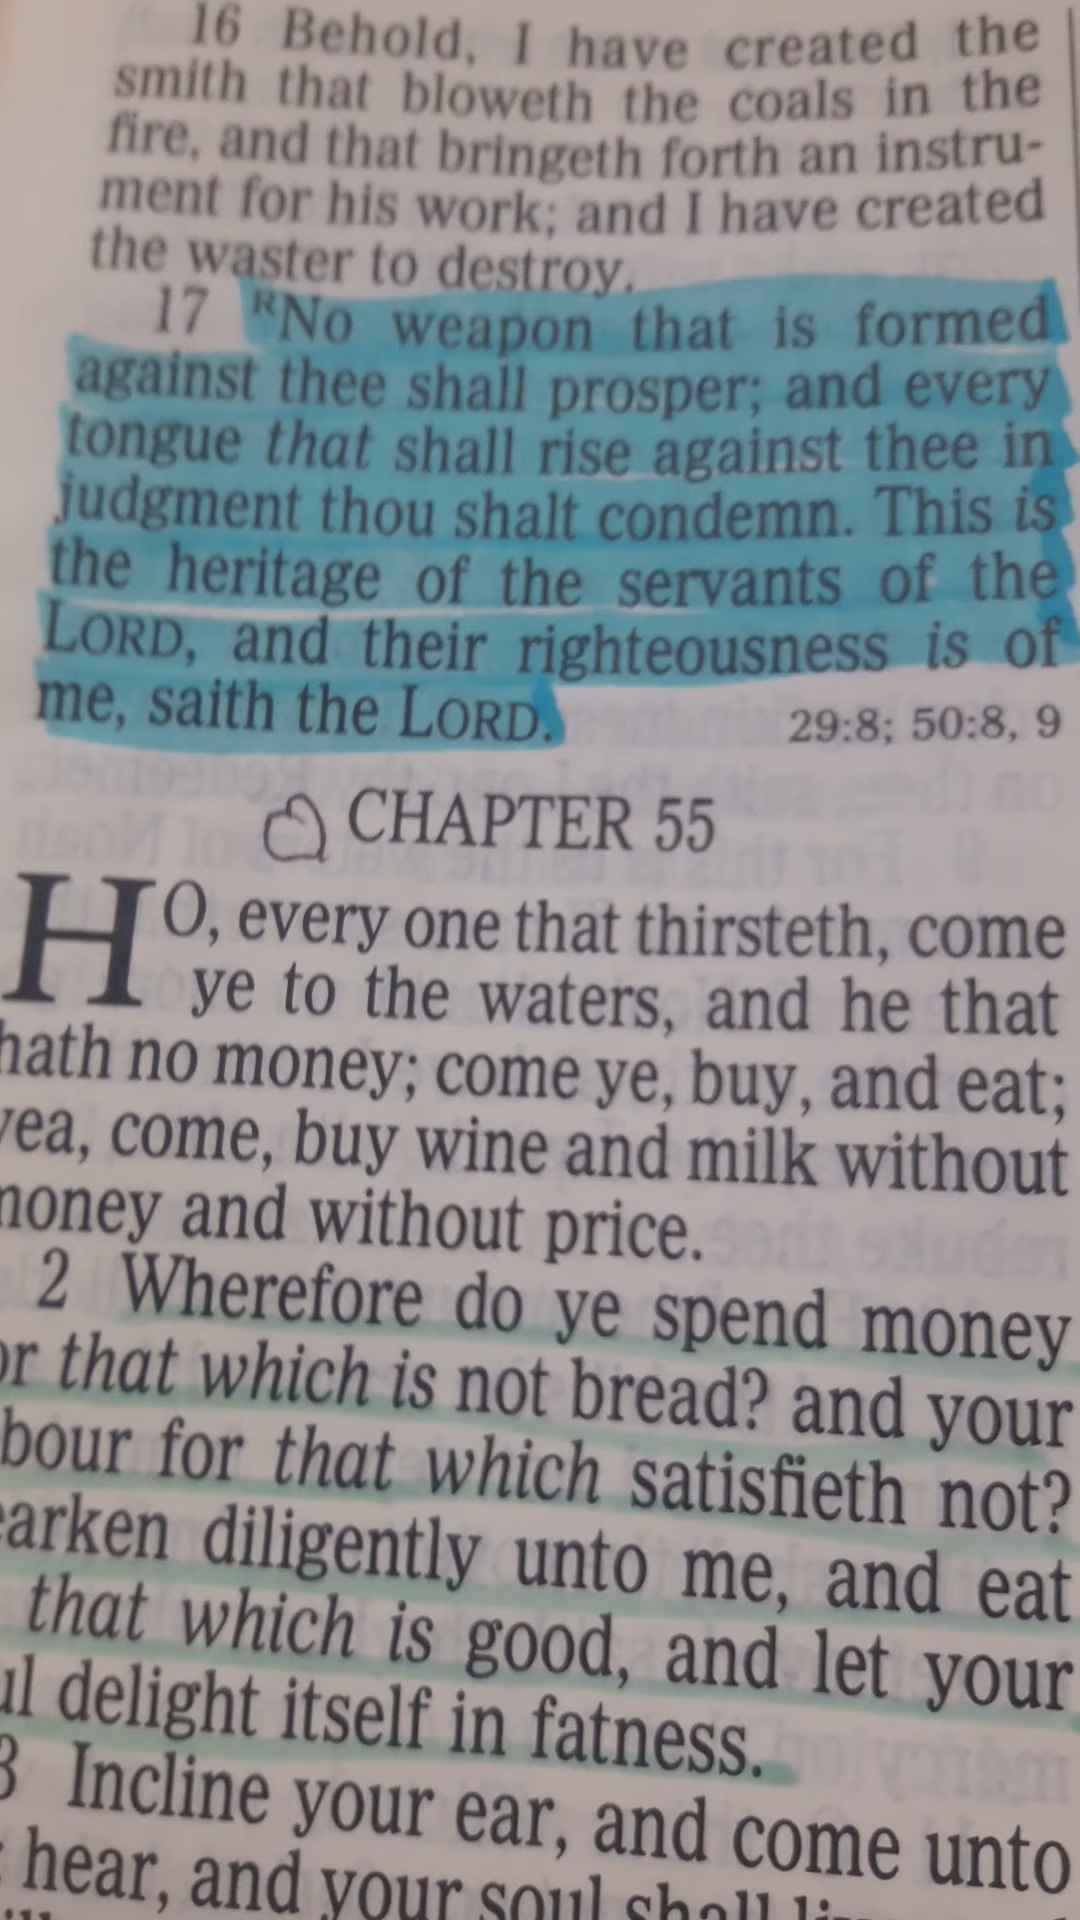 16 Behold, I have created the
smith that bloweth the coals in the
fire, and that bringeth forth an instru-
ment for his work; and I have created
the waster to destroy.
17 RNo weapon that is formed
against thee shall prosper; and every
tongue that shall rise against thee in
judgment thou shalt condemn. This is
the heritage of the servants of the
LORD, and their righteousness is of
me, saith the LORD. 29:8; 50:8, 9
CHAPTER 55
HO, every one that thirsteth, come
ye to the waters, and he that
hath no money; come ye, buy, and eat;
yea, come, buy wine and milk without
money and without price.
2 Wherefore do ye spend money
or that which is not bread? and your
bour for that which satisfieth not?
earken diligently unto me, and eat
that which is good, and let your
ul delight itself in fatness.
3 Incline your ear, and come unto
hear, and your soul shall